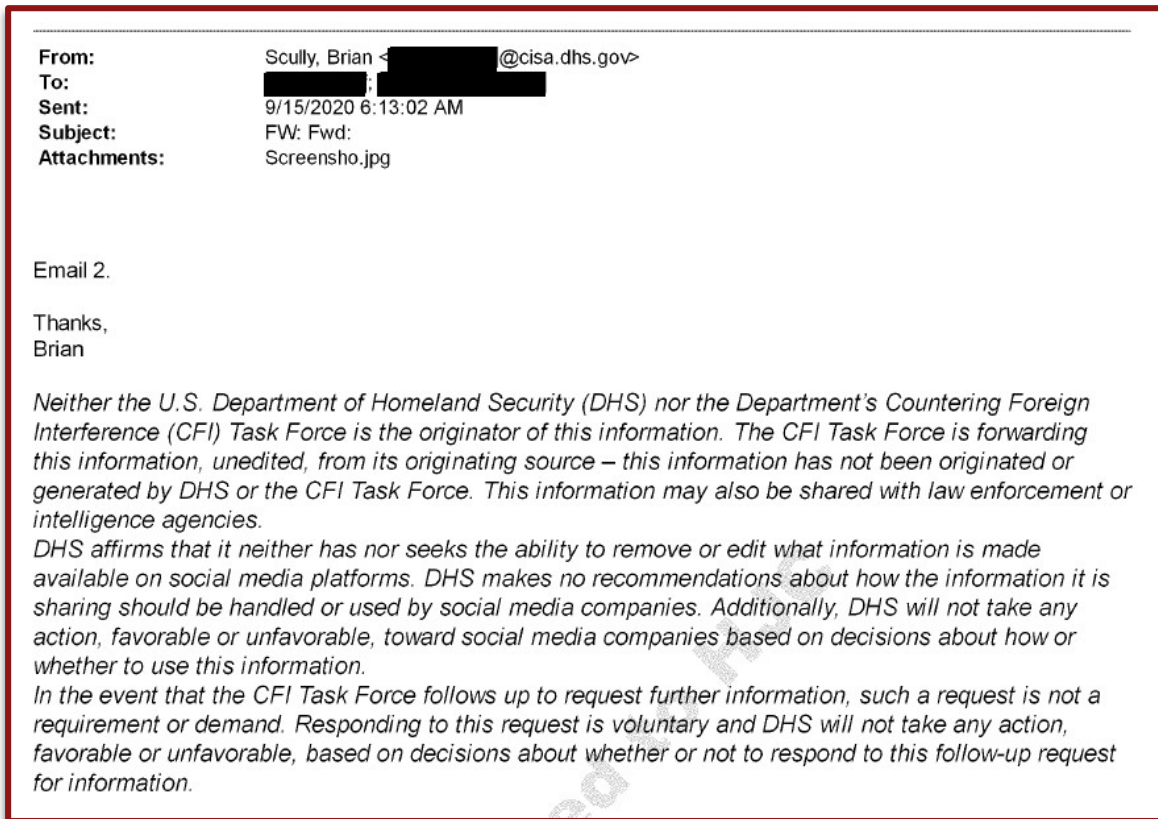 From: Scully, Brian < @cisa.dhs.gov>
To: ;
Sent: 9/15/2020 6:13:02 AM
Subject: FW: Fwd:
Attachments: Screensho.jpg
Email 2.
Thanks,
Brian
Neither the U.S. Department of Homeland Security (DHS) nor the Department's Countering Foreign
Interference (CFI) Task Force is the originator of this information. The CFI Task Force is forwarding
this information, unedited, from its originating source – this information has not been originated or
generated by DHS or the CFI Task Force. This information may also be shared with law enforcement or
intelligence agencies.
DHS affirms that it neither has nor seeks the ability to remove or edit what information is made
available on social media platforms. DHS makes no recommendations about how the information it is
sharing should be handled or used by social media companies. Additionally, DHS will not take any
action, favorable or unfavorable, toward social media companies based on decisions about how or
whether to use this information.
In the event that the CFI Task Force follows up to request further information, such a request is not a
requirement or demand. Responding to this request is voluntary and DHS will not take any action,
favorable or unfavorable, based on decisions about whether or not to respond to this follow-up request
for information.
to HJC